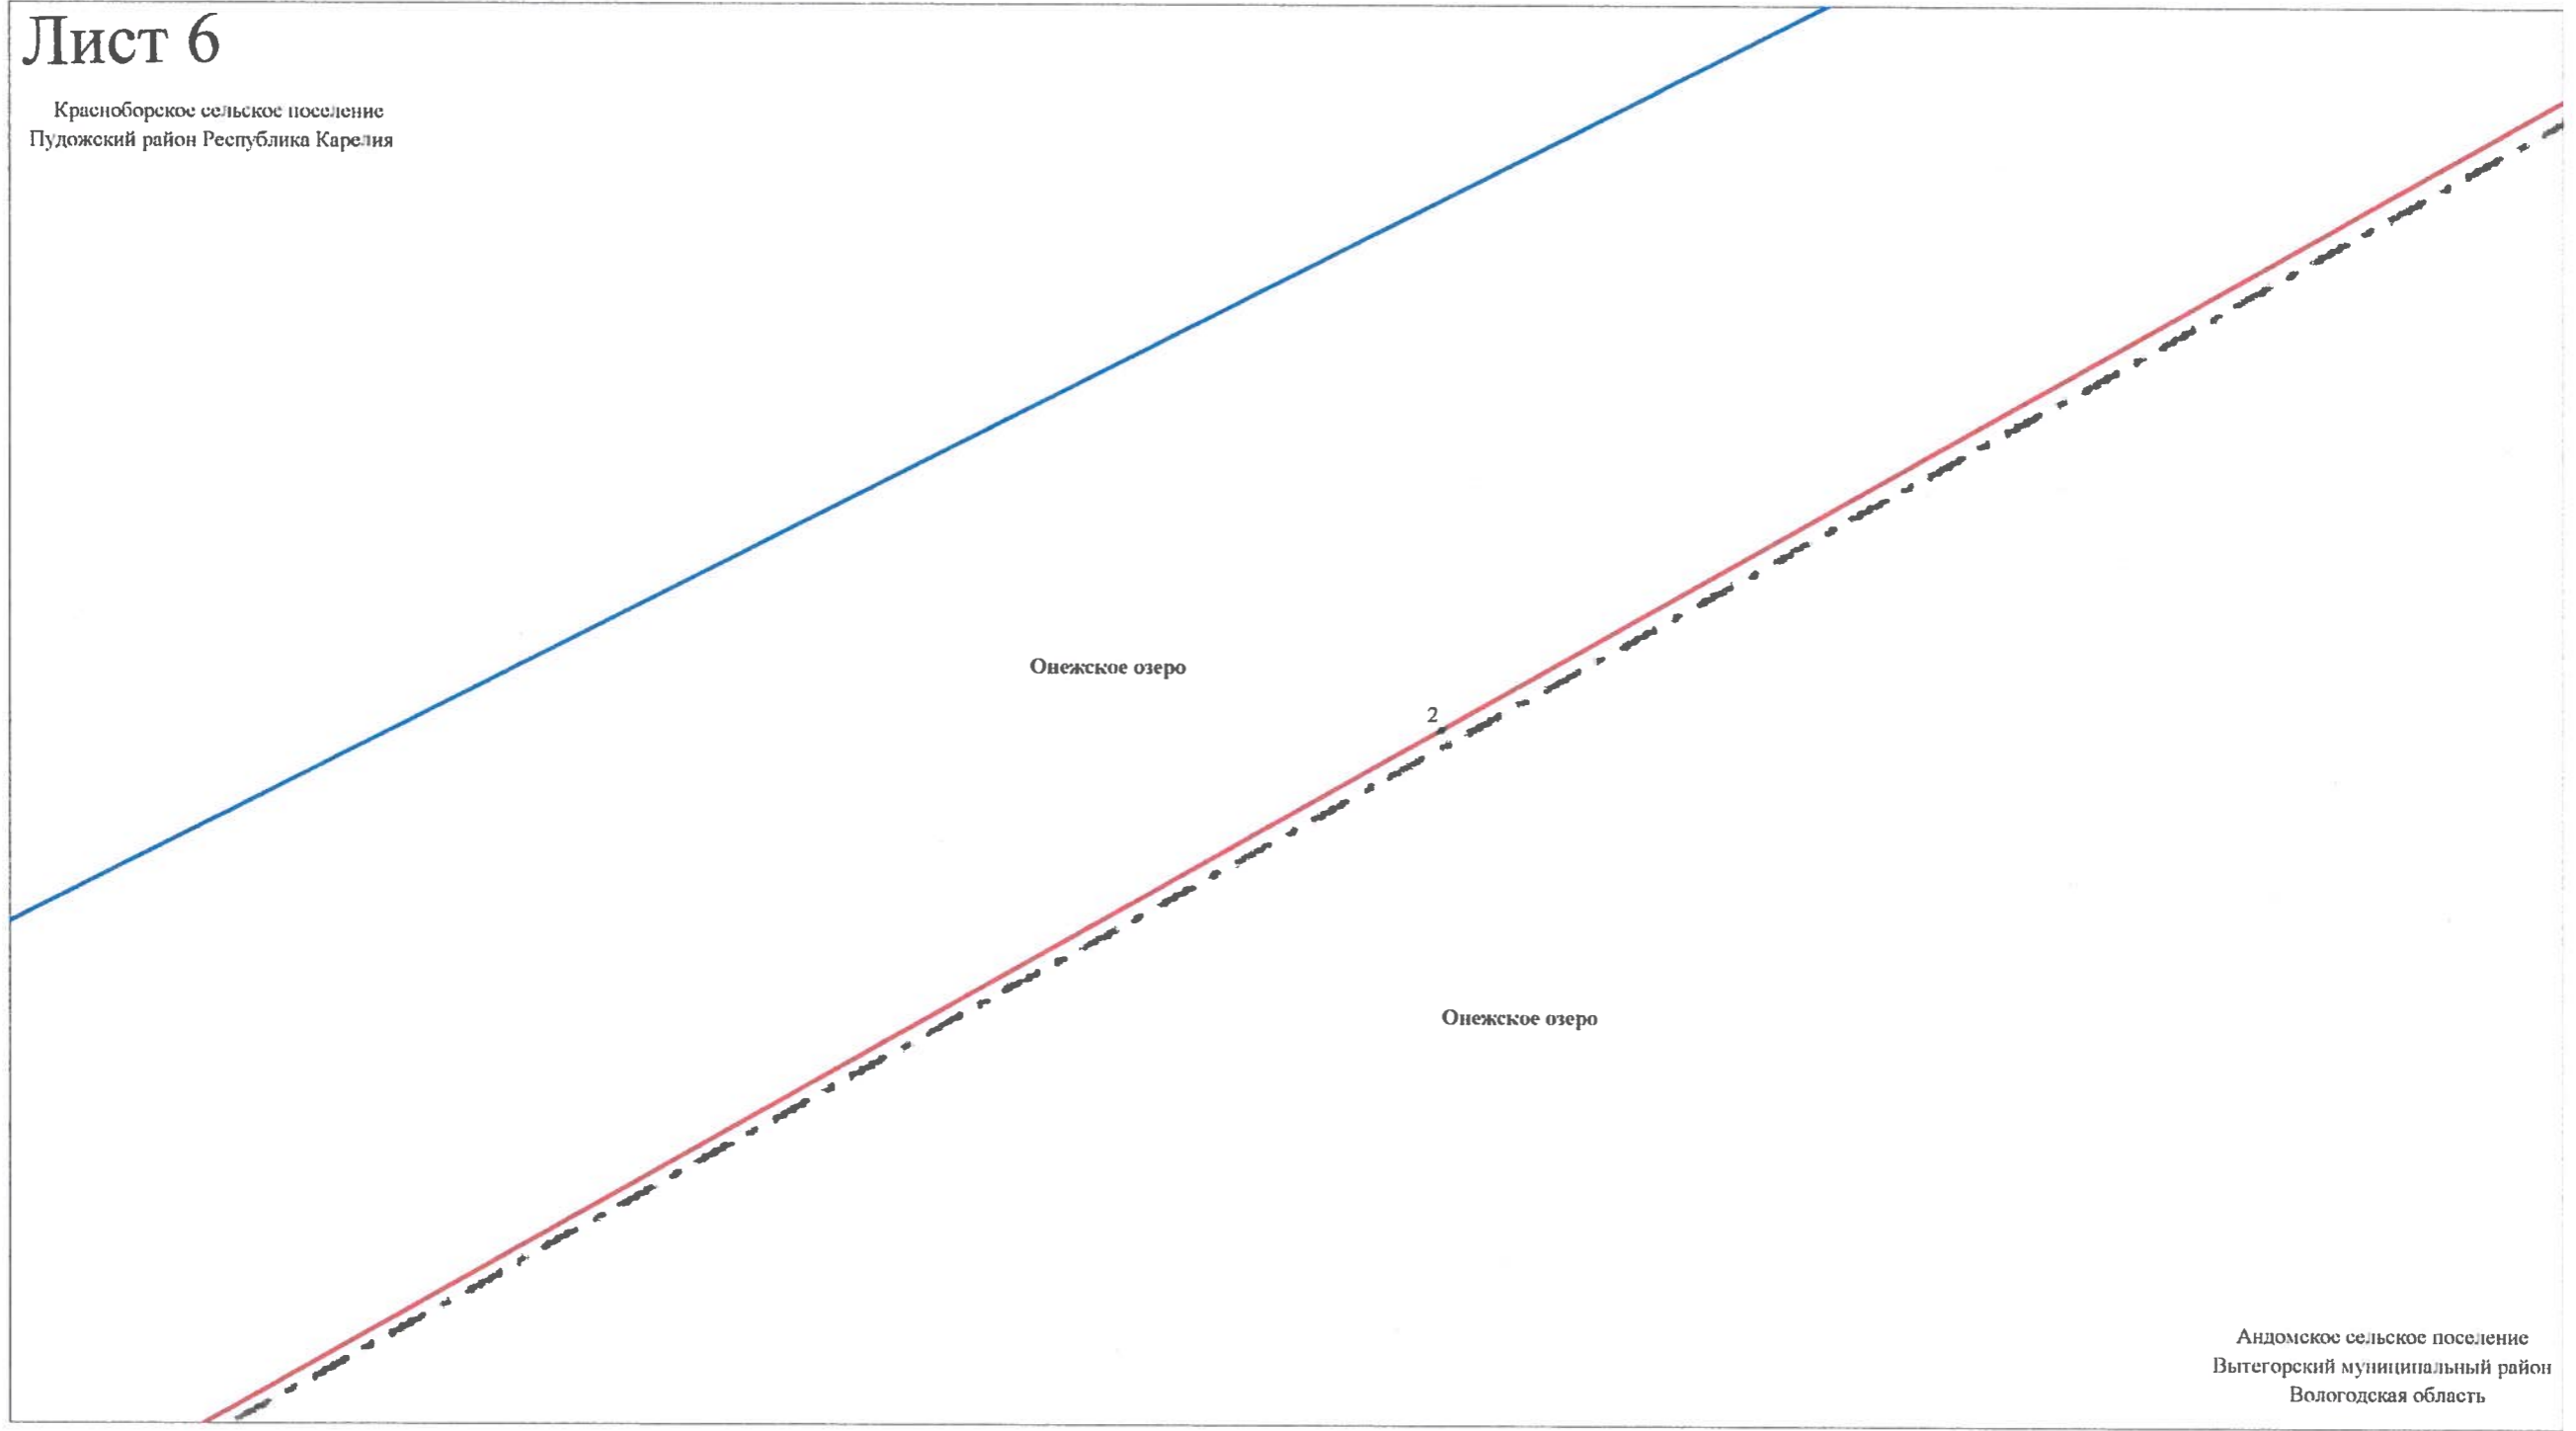 Лист 6
Красноборское сельское поселение
Пудожский район Республика Карелия
Онежское озеро
2
Онежское озеро
Андомское сельское поселение
Вытегорский муниципальный район
Вологодская область